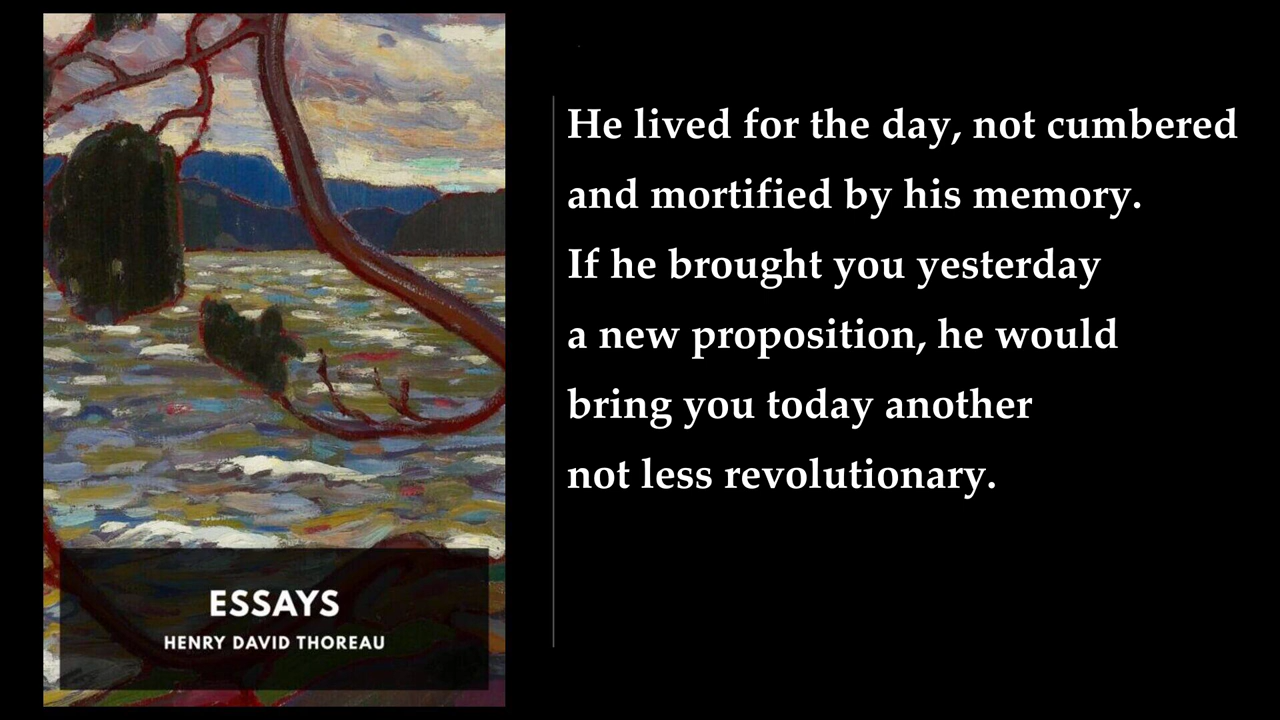 ESSAYS
HENRY DAVID THOREAU
He lived for the day, not cumbered
and mortified by his memory.
If he brought you yesterday
a new proposition, he would
bring you today another
not less revolutionary.